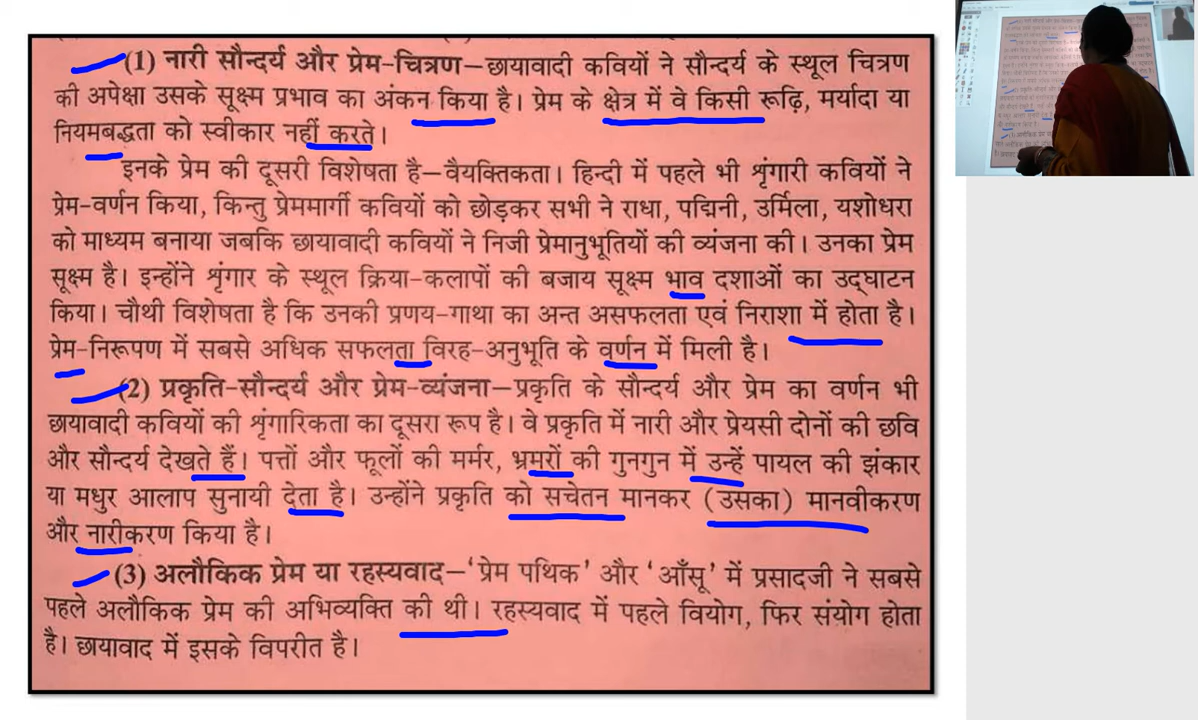 (1) नारी सौन्दर्य और प्रेम-चित्रण—छायावादी कवियों ने सौन्दर्य के स्थूल चित्रण
की अपेक्षा उसके सूक्ष्म प्रभाव का अंकन किया है। प्रेम के क्षेत्र में वे किसी रूढ़ि, मर्यादा या
नियमबद्धता को स्वीकार नहीं करते।
इनके प्रेम की दूसरी विशेषता है—वैयक्तिकता। हिन्दी में पहले भी शृंगारी कवियों ने
प्रेम-वर्णन किया, किन्तु प्रेममार्गी कवियों को छोड़कर सभी ने राधा, पद्मिनी, उर्मिला, यशोधरा
को माध्यम बनाया जबकि छायावादी कवियों ने निजी प्रेमानुभूतियों की व्यंजना की। उनका प्रेम
सूक्ष्म है। इन्होंने शृंगार के स्थूल क्रिया-कलापों की बजाय सूक्ष्म भाव दशाओं का उद्घाटन
किया। चौथी विशेषता है कि उनकी प्रणय-गाथा का अन्त असफलता एवं निराशा में होता है।
प्रेम-निरूपण में सबसे अधिक सफलता विरह-अनुभूति के वर्णन में मिली है।
(2) प्रकृति-सौन्दर्य और प्रेम-व्यंजना—प्रकृति के सौन्दर्य और प्रेम का वर्णन भी
छायावादी कवियों की शृंगारिकता का दूसरा रूप है। वे प्रकृति में नारी और प्रेयसी दोनों की छवि
और सौन्दर्य देखते हैं। पत्तों और फूलों की मर्मर, भ्रमरों की गुनगुन में उन्हें पायल की झंकार
या मधुर आलाप सुनायी देता है। उन्होंने प्रकृति को सचेतन मानकर (उसका) मानवीकरण
और नारीकरण किया है।
(3) अलौकिक प्रेम या रहस्यवाद—‘प्रेम पथिक’ और ‘आँसू’ में प्रसादजी ने सबसे
पहले अलौकिक प्रेम की अभिव्यक्ति की थी। रहस्यवाद में पहले वियोग, फिर संयोग होता
है। छायावाद में इसके विपरीत है।